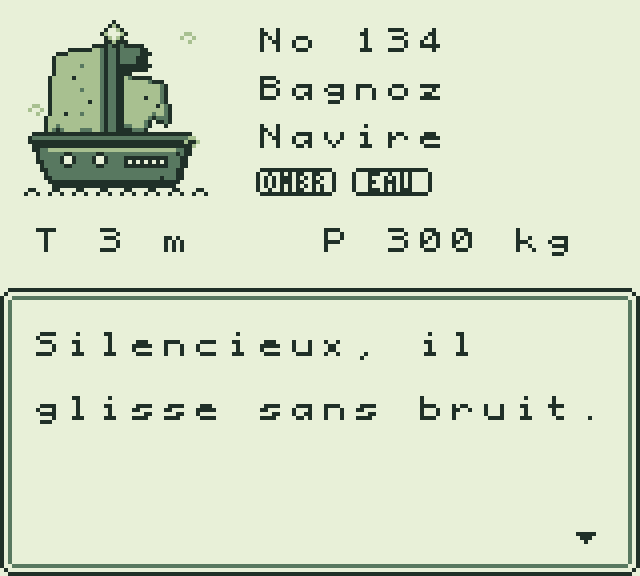 No 134
Bagnoz
Navire
OMBR EAU
T 3 m P 300 kg
Silencieux, il
glisse sans bruit.